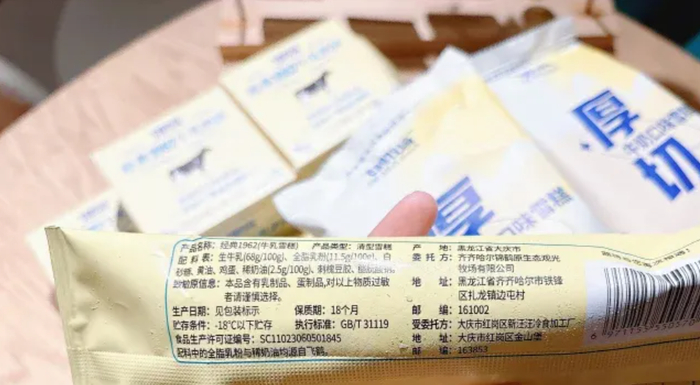 厚
切
厚
产品名称：经典1962(牛乳雪糕) 产品类型：清型雪糕
配 料 表：生牛乳(68g/100g)、全脂乳粉(11.5g/100g)、白
砂糖、黄油、鸡蛋、稀奶油(2.5g/100g)、刺槐豆胶、
致敏原信息：本品含有乳制品、蛋制品，对以上物质过敏
者请谨慎选择。
生产日期：见包装标示 保质期：18个月
贮存条件：-18℃以下贮存 执行标准：GB/T 31119
食品生产许可证编号：SC11023060501845
配料中的全脂乳粉与稀奶油均源自飞鹤。
产 地：黑龙江省大庆市
委 托 方：齐齐哈尔锦鹤原生态观光
牧场有限公司
地 址：黑龙江省齐齐哈尔市铁锋
区扎龙镇边屯村
邮 编：161002
受委托方：大庆市红岗区新汪汪冷食加工厂
地 址：大庆市红岗区金山堡
邮 编：163853